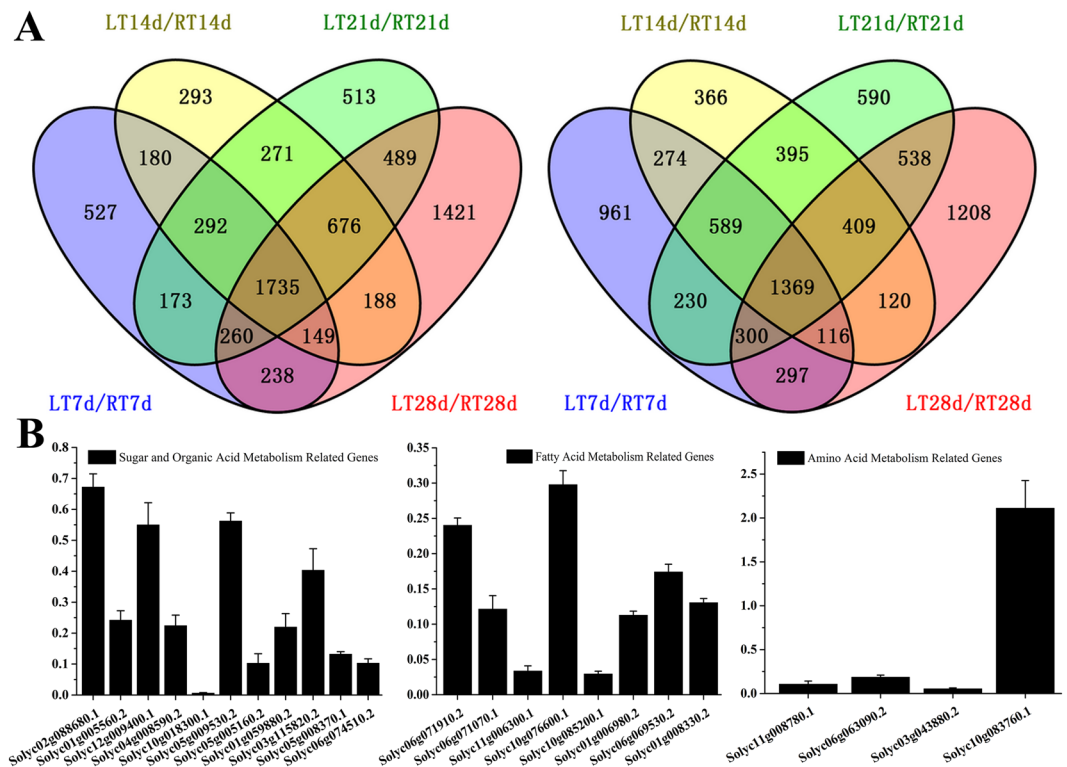 A
LT14d/RT14d LT21d/RT21d LT14d/RT14d LT21d/RT21d
293 513 366 590
180 271 489 274 395 538
527 292 676 1421 961 589 409 1208
173 1735 188 230 1369 120
260 149 300 116
238 297
LT7d/RT7d LT28d/RT28d LT7d/RT7d LT28d/RT28d
B
Sugar and Organic Acid Metabolism Related Genes
0.8
0.7
0.6
0.5
0.4
0.3
0.2
0.1
0.0
Solyc02g088680.1
Solyc01g005560.2
Solyc12g009400.1
Solyc04g008590.2
Solyc10g018300.1
Solyc05g009530.2
Solyc05g005160.2
Solyc01g059880.2
Solyc03g115820.2
Solyc05g008370.1
Solyc06g074510.2
Fatty Acid Metabolism Related Genes
0.35
0.30
0.25
0.20
0.15
0.10
0.05
0.00
Solyc06g071910.2
Solyc06g071070.1
Solyc11g006300.1
Solyc10g076600.1
Solyc10g085200.1
Solyc01g006980.2
Solyc06g069530.2
Solyc01g008330.2
Amino Acid Metabolism Related Genes
2.5
2.0
1.5
1.0
0.5
0.0
Solyc11g008780.1
Solyc06g063090.2
Solyc03g043880.2
Solyc10g083760.1